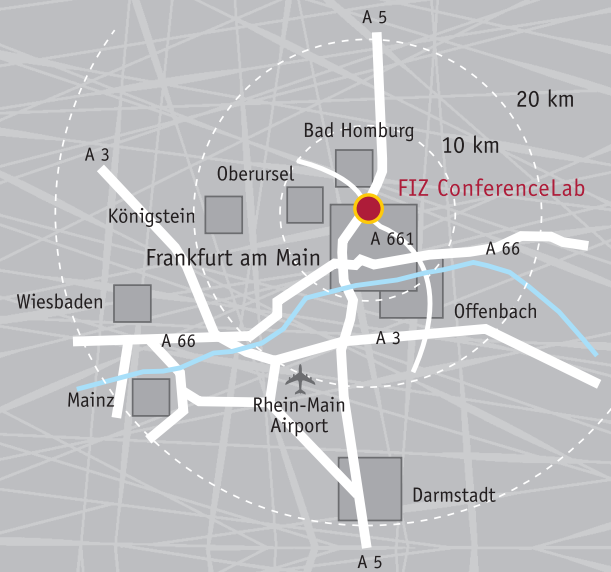 A 5
20 km
Bad Homburg
10 km
A 3
Oberursel
FIZ ConferenceLab
Königstein
A 661
Frankfurt am Main
A 66
Wiesbaden
Offenbach
A 66
A 3
Mainz
Rhein-Main
Airport
Darmstadt
A 5